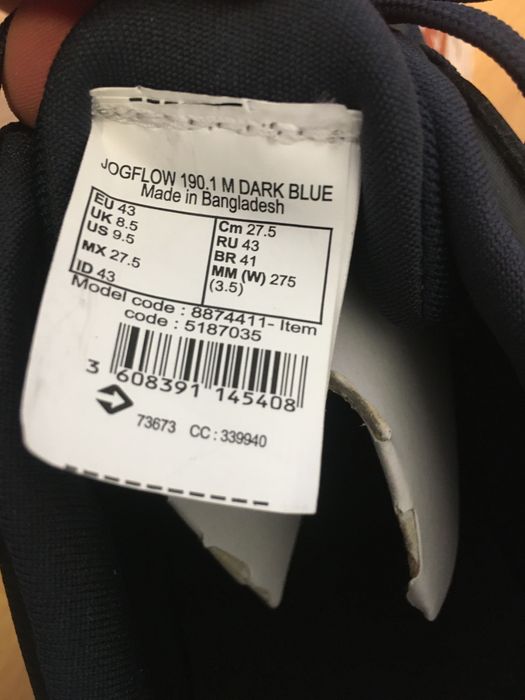 JOGFLOW 190.1 M DARK BLUE
Made in Bangladesh
EU 43
UK 8.5
US 9.5
MX 27.5
ID 43
Cm 27.5
RU 43
BR 41
MM (W) 275
(3.5)
Model code : 8874411- Item
code : 5187035
3 608391 145408
73673 CC : 339940